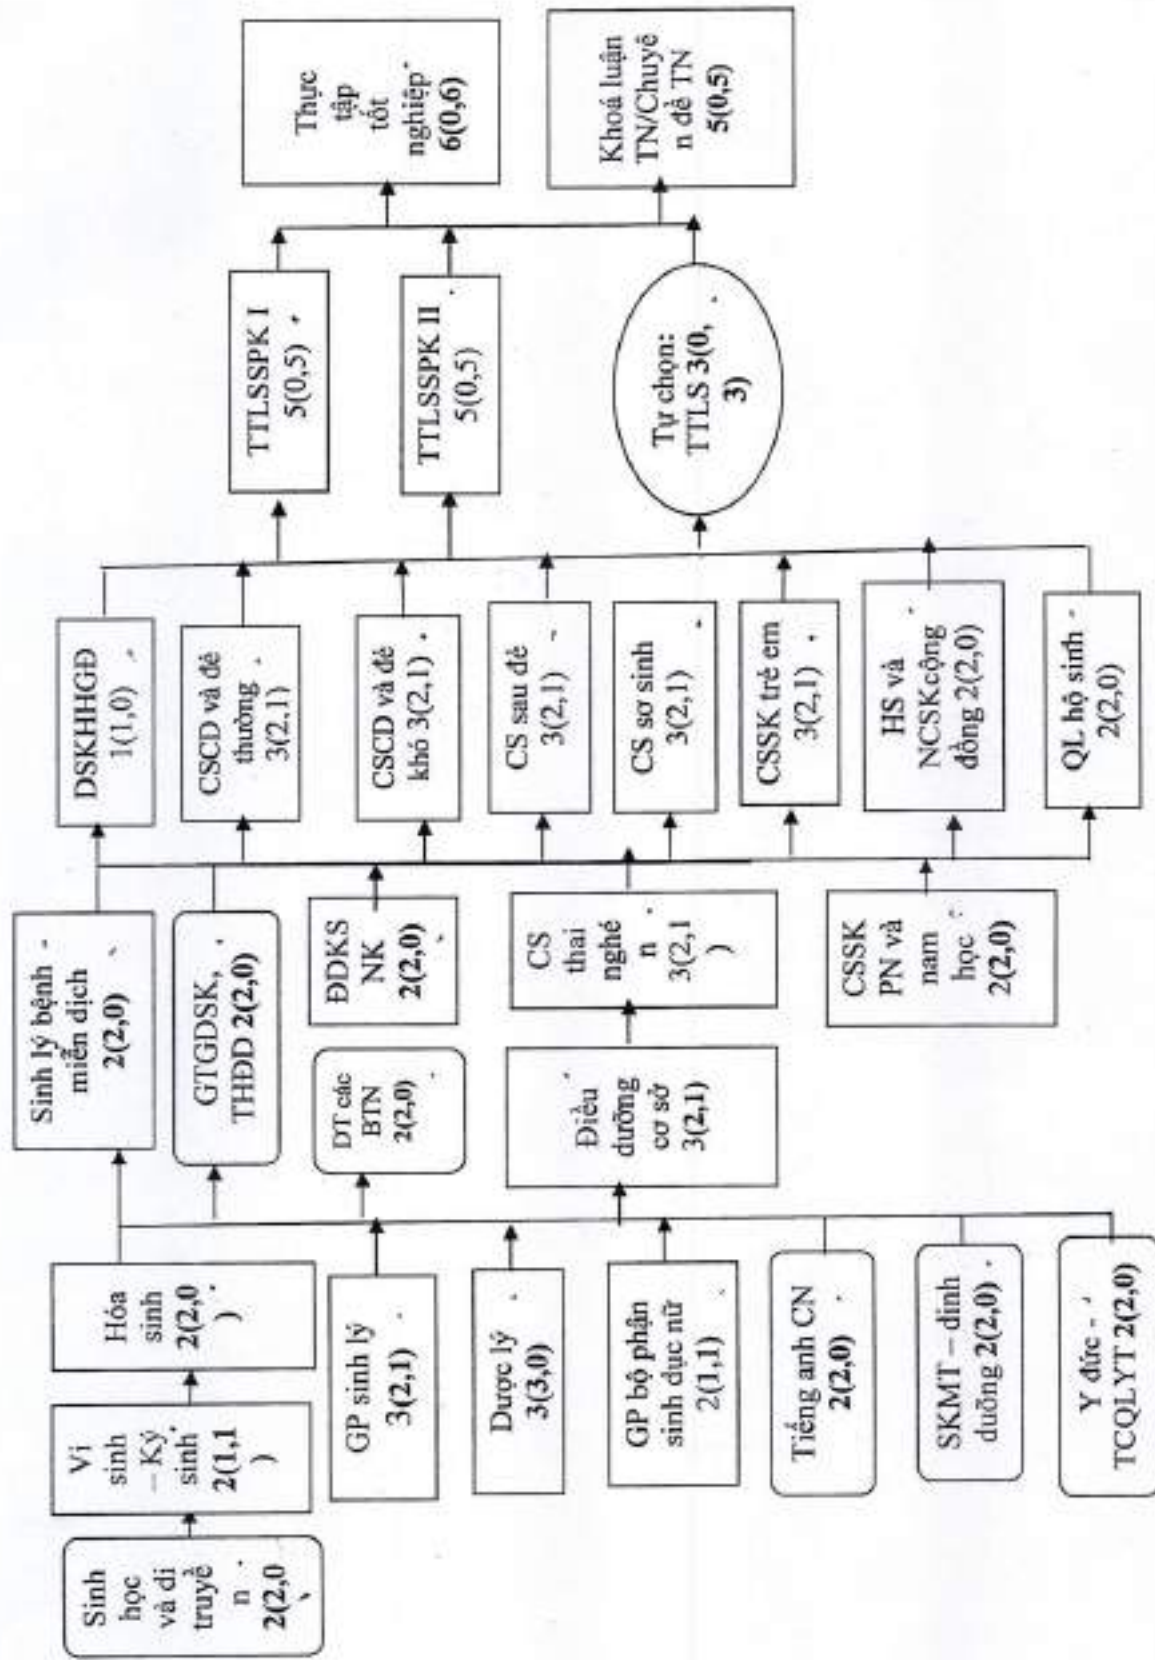 Sinh
học
và di
truyề
n
2(2,0
Vi
sinh
– Ký
sinh
2(1,1
)
Hóa
sinh
2(2,0
)
GP sinh lý
3(2,1)
Dược lý
3(3,0)
GP bộ phận
sinh dục nữ
2(1,1)
Tiếng anh CN
2(2,0)
SKMT – dinh
duỡng 2(2,0)
Y đức -
TCQLYT 2(2,0)
Sinh lý bệnh -
miễn dịch
2(2,0)
GTGDSK,
THĐD 2(2,0)
DT các
BTN
2(2,0)
ĐDKS
NK
2(2,0)
Điều
dưỡng
cơ sở
3(2,1)
CS
thai
nghé
n
3(2,1
)
CSSK
PN và
nam
học
2(2,0)
DSKHHGĐ
1(1,0)
CSCD và đẻ
thường
3(2,1)
CSCD và đẻ
khó 3(2,1)
CS sau đẻ
3(2,1)
CS sơ sinh
3(2,1)
CSSK trẻ em
3(2,1)
HS và
NCSKcộng
đồng 2(2,0)
QL hộ sinh
2(2,0)
TTLSSPK I
5(0,5)
TTLSSPK II
5(0,5)
Tự chọn:
TTLS 3(0,
3)
Thực
tập
tốt
nghiệp
6(0,6)
Khoá luận
TN/Chuyê
n đề TN
5(0,5)